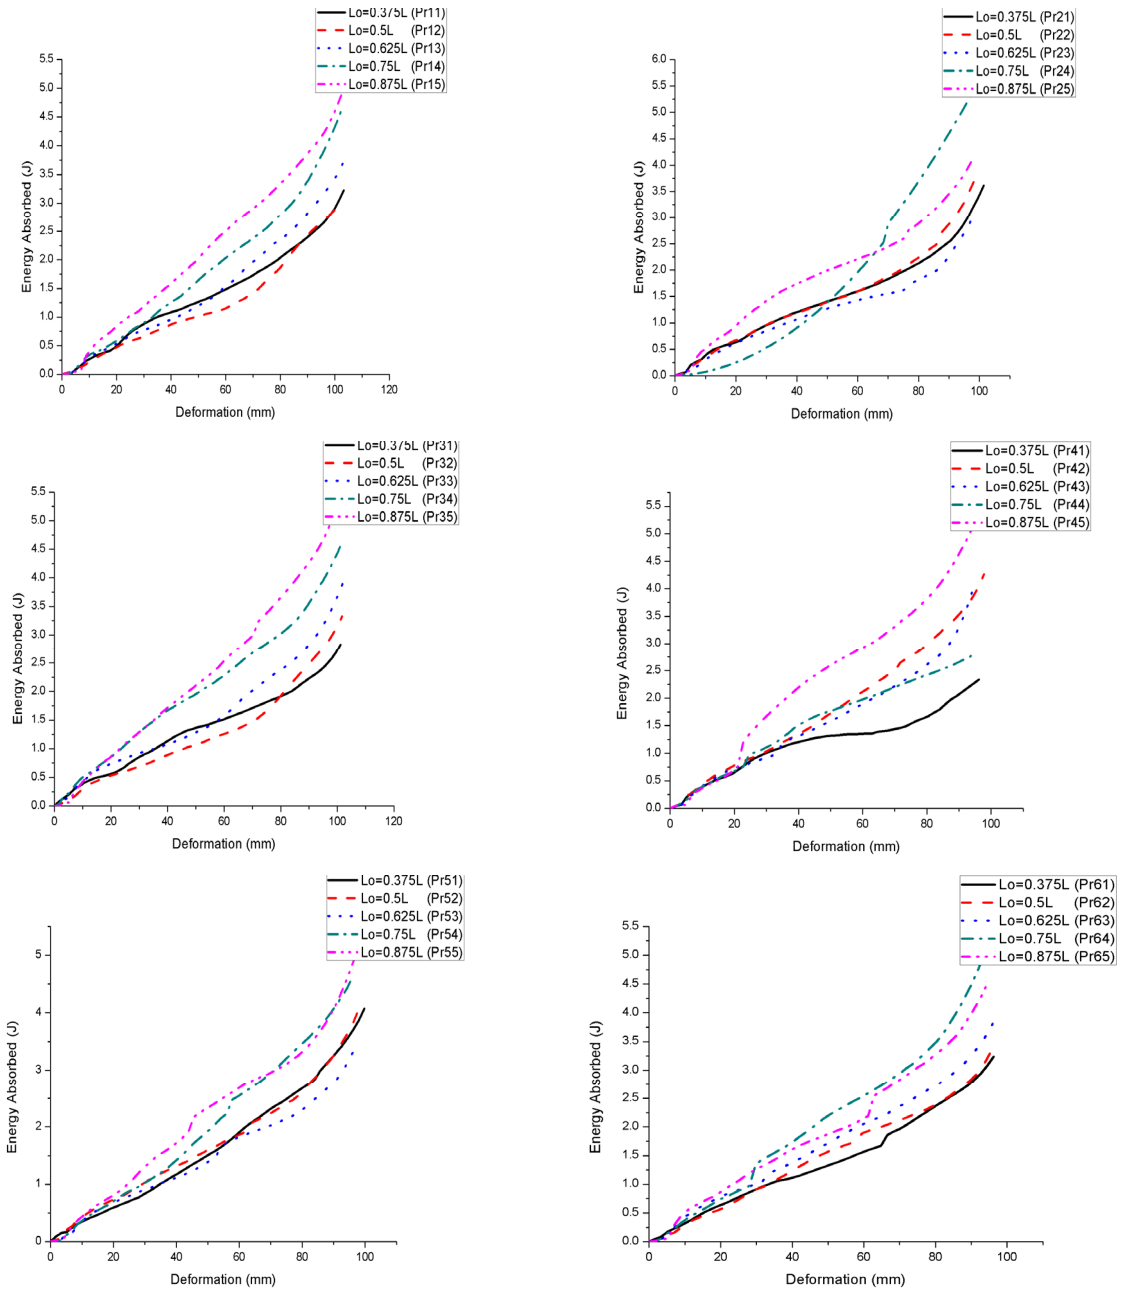 Lo=0.375L (Pr11)
Lo=0.5L (Pr12)
Lo=0.625L (Pr13)
Lo=0.75L (Pr14)
Lo=0.875L (Pr15)
5.5
5.0
4.5
4.0
3.5
3.0
2.5
2.0
1.5
1.0
0.5
0.0
0 20 40 60 80 100 120
Energy Absorbed (J)
Deformation (mm)
Lo=0.375L (Pr21)
Lo=0.5L (Pr22)
Lo=0.625L (Pr23)
Lo=0.75L (Pr24)
Lo=0.875L (Pr25)
6.0
5.5
5.0
4.5
4.0
3.5
3.0
2.5
2.0
1.5
1.0
0.5
0.0
0 20 40 60 80 100
Energy Absorbed (J)
Deformation (mm)
Lo=0.375L (Pr31)
Lo=0.5L (Pr32)
Lo=0.625L (Pr33)
Lo=0.75L (Pr34)
Lo=0.875L (Pr35)
5.5
5.0
4.5
4.0
3.5
3.0
2.5
2.0
1.5
1.0
0.5
0.0
0 20 40 60 80 100 120
Energy Absorbed (J)
Deformation (mm)
Lo=0.375L (Pr41)
Lo=0.5L (Pr42)
Lo=0.625L (Pr43)
Lo=0.75L (Pr44)
Lo=0.875L (Pr45)
5.5
5.0
4.5
4.0
3.5
3.0
2.5
2.0
1.5
1.0
0.5
0.0
0 20 40 60 80 100
Energy Absorbed (J)
Deformation (mm)
Lo=0.375L (Pr51)
Lo=0.5L (Pr52)
Lo=0.625L (Pr53)
Lo=0.75L (Pr54)
Lo=0.875L (Pr55)
5
4
3
2
1
0
0 20 40 60 80 100
Energy Absorbed (J)
Deformation (mm)
Lo=0.375L (Pr61)
Lo=0.5L (Pr62)
Lo=0.625L (Pr63)
Lo=0.75L (Pr64)
Lo=0.875L (Pr65)
5.5
5.0
4.5
4.0
3.5
3.0
2.5
2.0
1.5
1.0
0.5
0.0
0 20 40 60 80 100
Energy Absorbed (J)
Deformation (mm)